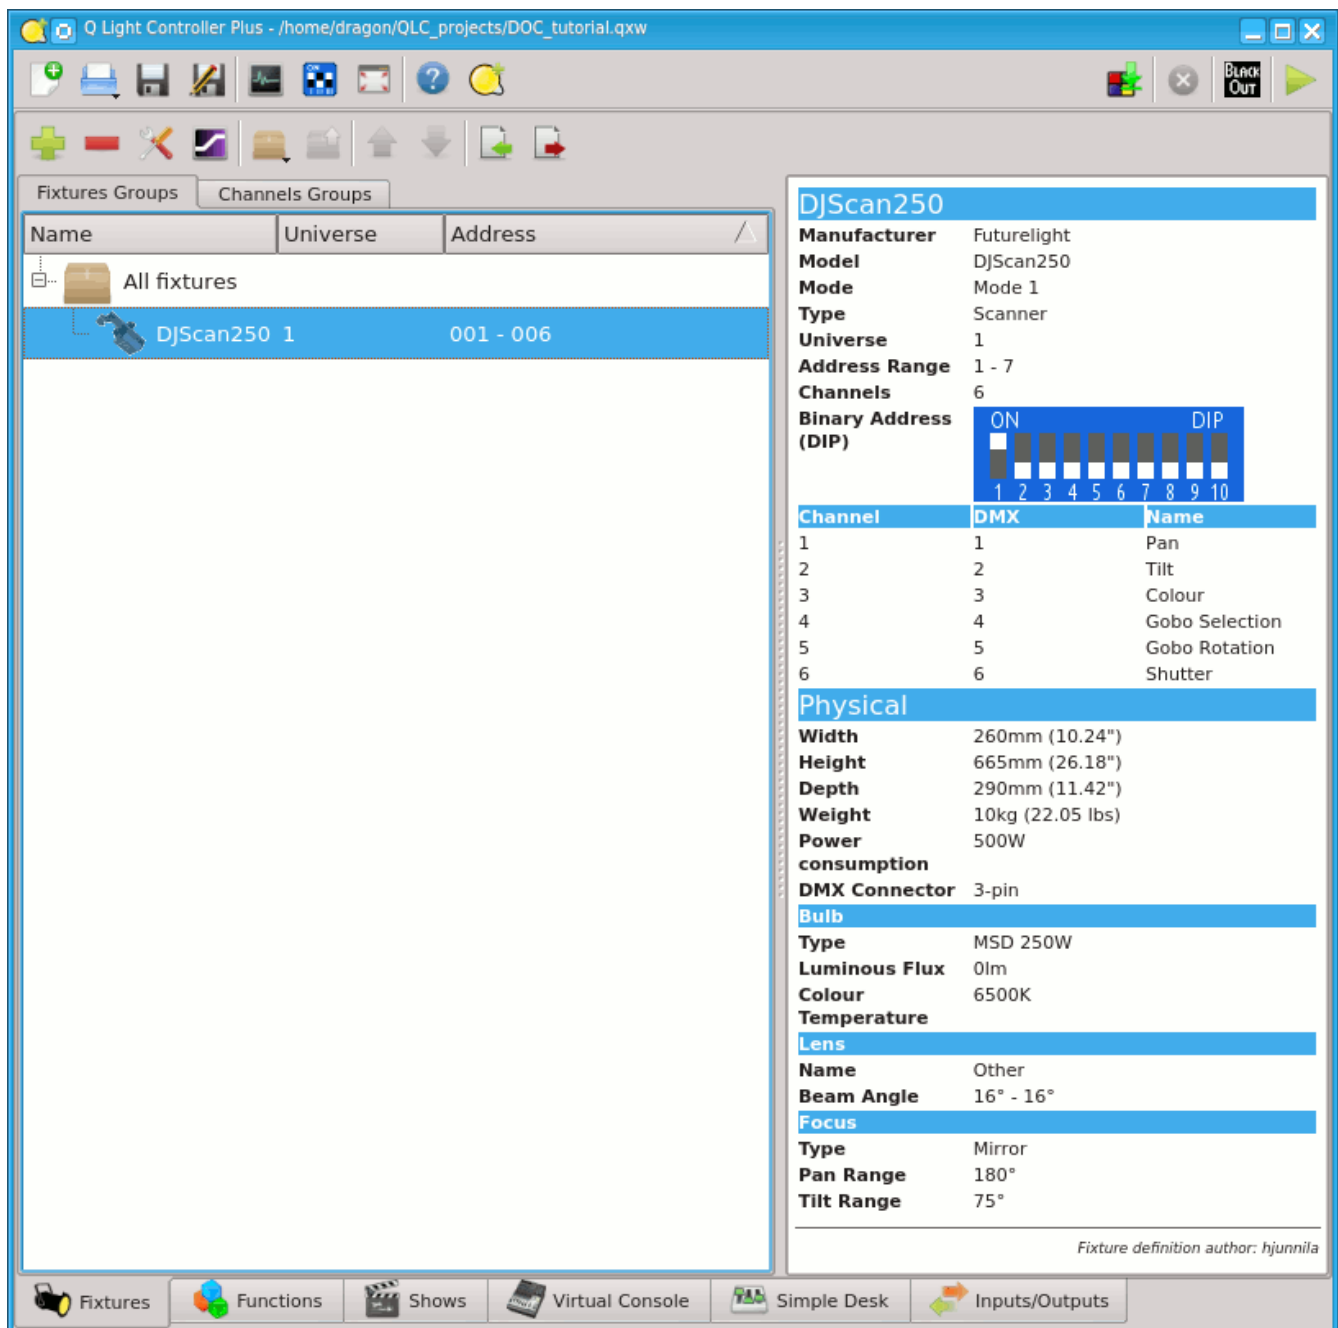 Q Light Controller Plus - /home/dragon/QLC_projects/DOC_tutorial.qxw
BLACK
OUT
Fixtures Groups Channels Groups
Name Universe Address
All fixtures
DJScan250 1 001 - 006
DJScan250
Manufacturer Futurelight
Model DJScan250
Mode Mode 1
Type Scanner
Universe 1
Address Range 1 - 7
Channels 6
Binary Address
(DIP)
ON DIP
1 2 3 4 5 6 7 8 9 10
Channel DMX Name
1 1 Pan
2 2 Tilt
3 3 Colour
4 4 Gobo Selection
5 5 Gobo Rotation
6 6 Shutter
Physical
Width 260mm (10.24")
Height 665mm (26.18")
Depth 290mm (11.42")
Weight 10kg (22.05 lbs)
Power 500W
consumption
DMX Connector 3-pin
Bulb
Type MSD 250W
Luminous Flux 0lm
Colour 6500K
Temperature
Lens
Name Other
Beam Angle 16° - 16°
Focus
Type Mirror
Pan Range 180°
Tilt Range 75°
Fixture definition author: hjunnila
Fixtures Functions Shows Virtual Console Simple Desk Inputs/Outputs